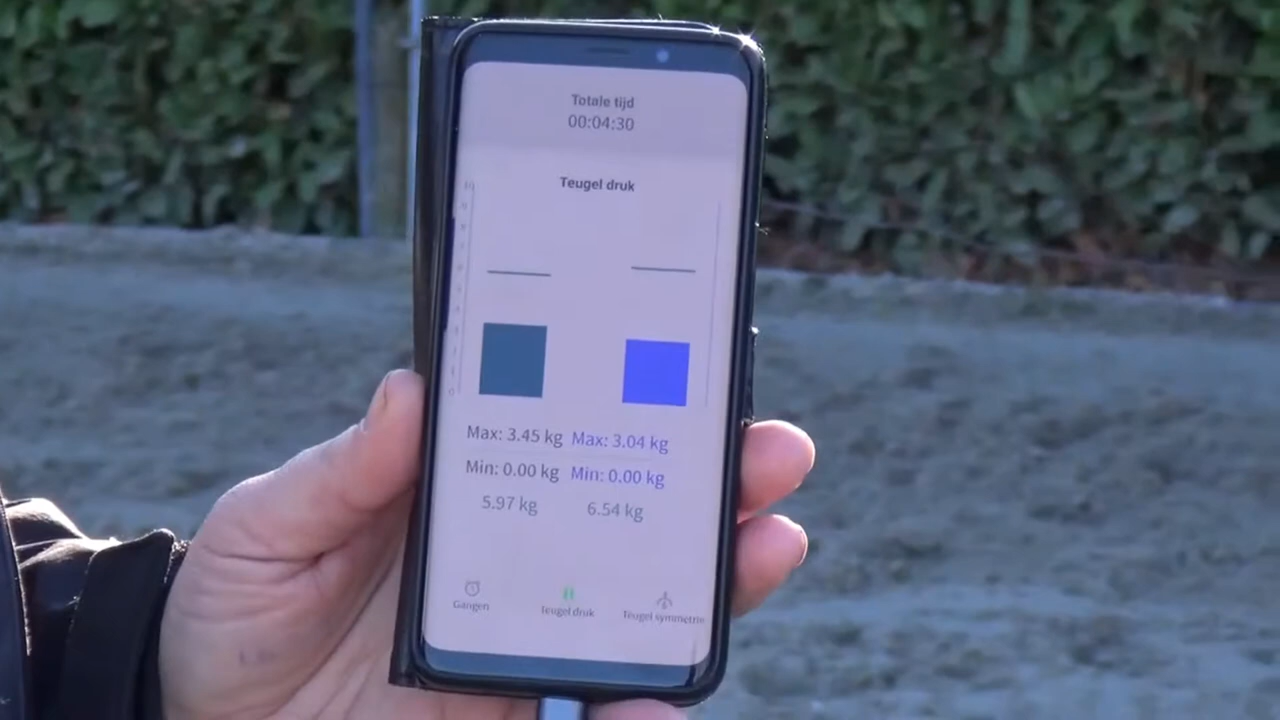 Totale tijd
00:04:30
Teugel druk
Max: 3.45 kg Max: 3.04 kg
Min: 0.00 kg Min: 0.00 kg
5.97 kg 6.54 kg
Gangen Teugel druk Teugel symmetrie